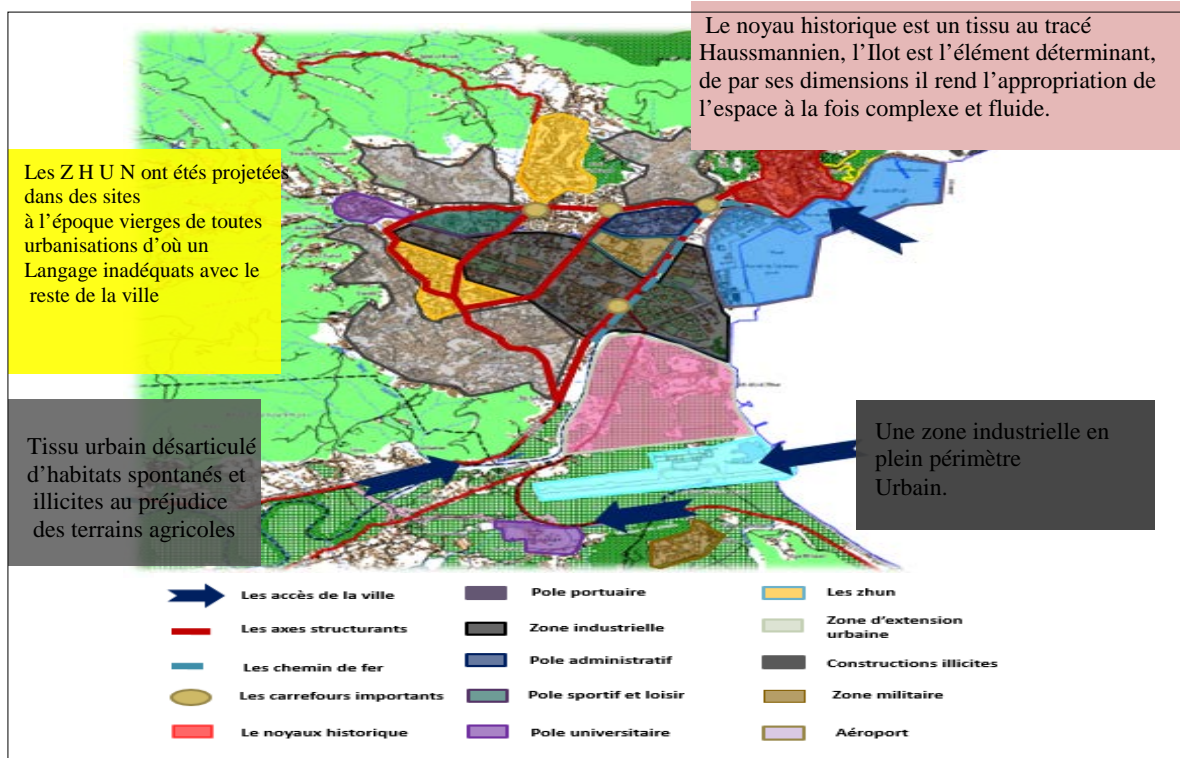 Le noyau historique est un tissu au tracé
Haussmannien, l'Ilot est l'élément déterminant,
de par ses dimensions il rend l'appropriation de
l'espace à la fois complexe et fluide.
Les Z H U N ont étés projetées
dans des sites
à l'époque vierges de toutes
urbanisations d'où un
Langage inadéquats avec le
reste de la ville
Tissu urbain désarticulé
d'habitats spontanés et
illicites au préjudice
des terrains agricoles
Une zone industrielle en
plein périmètre
Urbain.
Les accès de la ville
Pole portuaire
Les zhun
Les axes structurants
Zone industrielle
Zone d'extension
urbaine
Les chemin de fer
Pole administratif
Constructions illicites
Les carrefours importants
Pole sportif et loisir
Zone militaire
Le noyaux historique
Pole universitaire
Aéroport